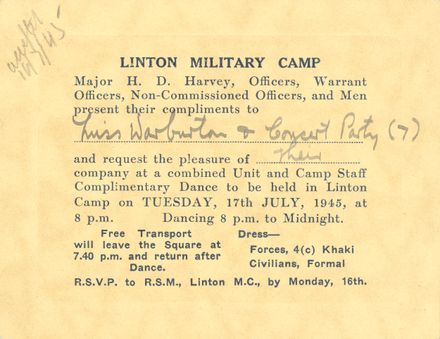 LINTON MILITARY CAMP
Major H. D. Harvey, Officers, Warrant
Officers, Non-Commissioned Officers, and Men
present their compliments to
Miss Warburton & Concert Party (7)
and request the pleasure of their
company at a combined Unit and Camp Staff
Complimentary Dance to be held in Linton
Camp on TUESDAY, 17th JULY, 1945, at
8 p.m. Dancing 8 p.m. to Midnight.
Free Transport
will leave the Square at
7.40 p.m. and return after
Dance.
Dress—
Forces, 4(c) Khaki
Civilians, Formal
R.S.V.P. to R.S.M., Linton M.C., by Monday, 16th.